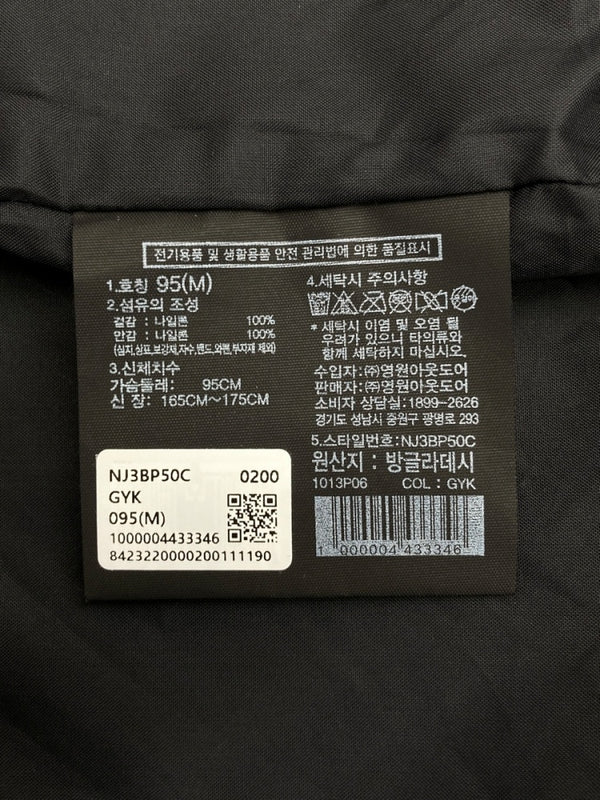 전기용품 및 생활용품 안전 관리법에 의한 품질표시
1.호칭 95(M)
2.섬유의 조성
겉감 : 나일론 100%
안감 : 나일론 100%
(심지,상표,보강재,자수,밴드,와펜,부자재 제외)
3.신체치수
가슴둘레: 95CM
신 장: 165CM~175CM
4.세탁시 주의사항
* 세탁시 이염 및 오염 될
우려가 있으니 타의류와
함께 세탁하지 마십시오.
수입자: ㈜영원아웃도어
판매자: ㈜영원아웃도어
소비자 상담실: 1899-2626
경기도 성남시 중원구 광명로 293
5.스타일번호: NJ3BP50C
원산지 : 방글라데시
1013P06 COL : GYK
1 000004 433346
NJ3BP50C 0200
GYK
095(M)
1000004433346
8423220000200111190